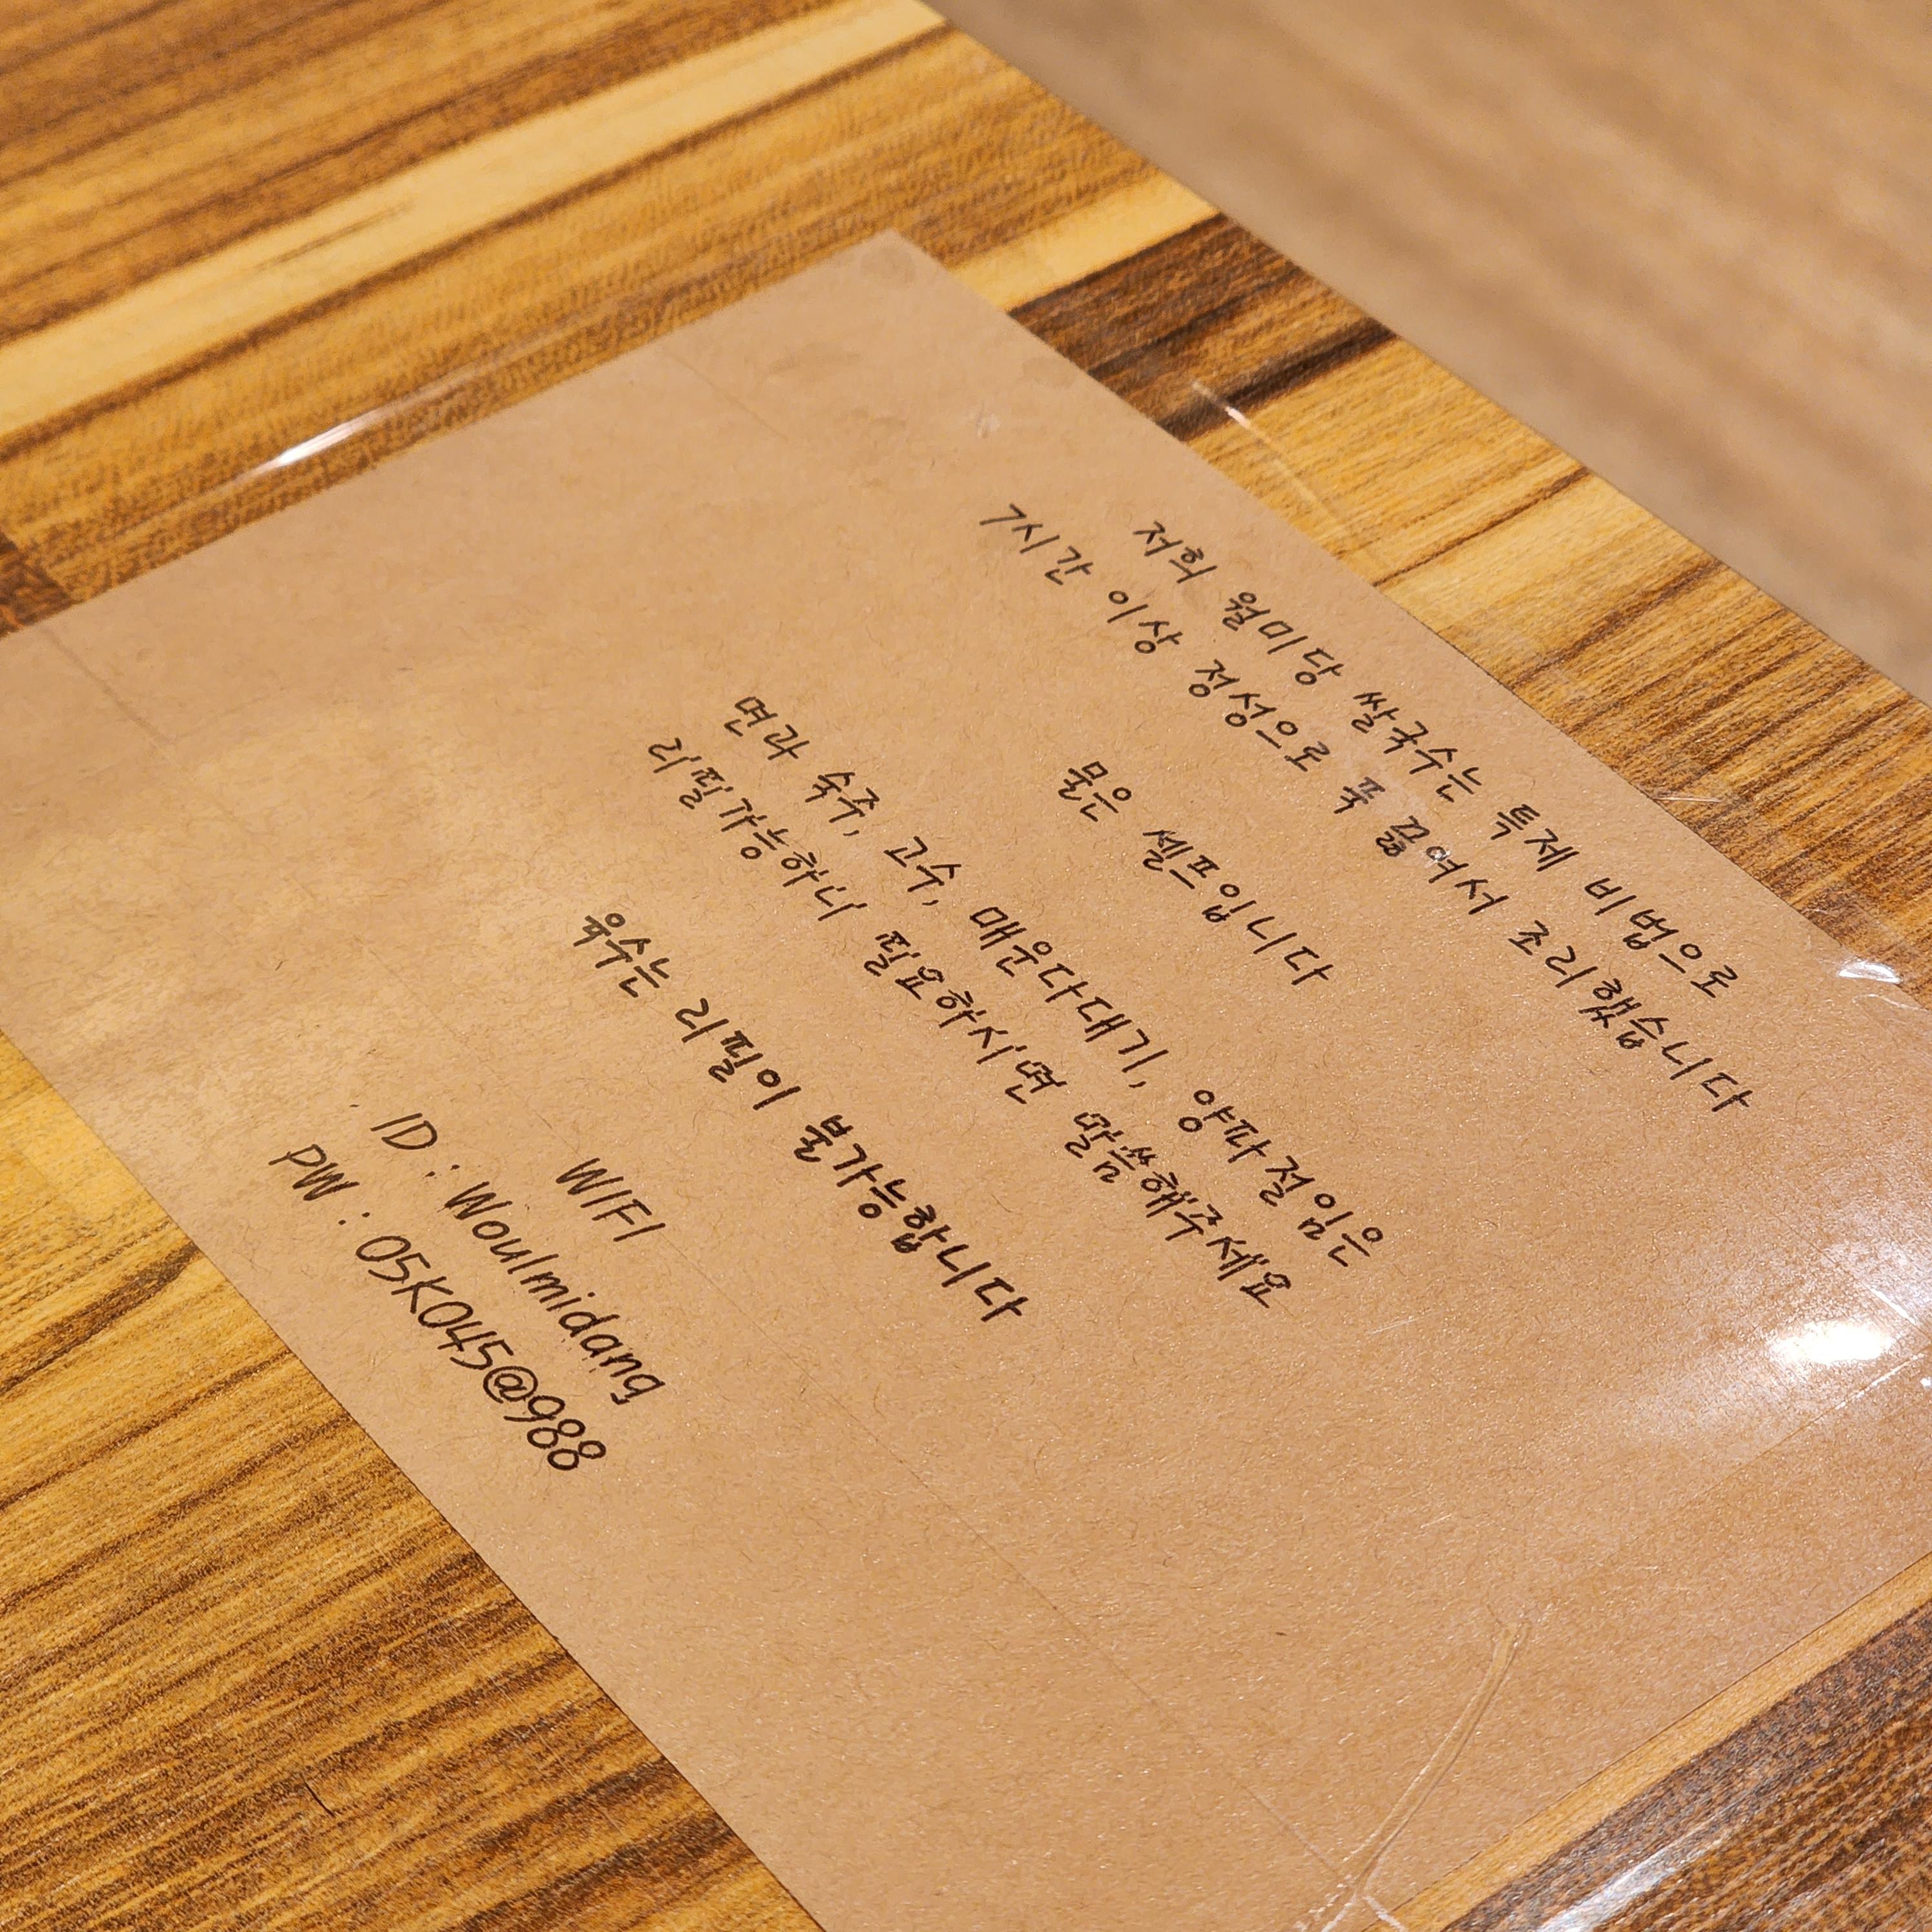 저희 월미당 쌀국수는 특제 비법으로
7시간 이상 정성으로 푹 끓여서 조리했습니다
물은 셀프입니다
면과 숙주, 고수, 매운다대기, 양파절임은
리필가능하니 필요하시면 말씀해주세요
육수는 리필이 불가능합니다
WIFI
ID : Woulmidang
PW : 05K045@988